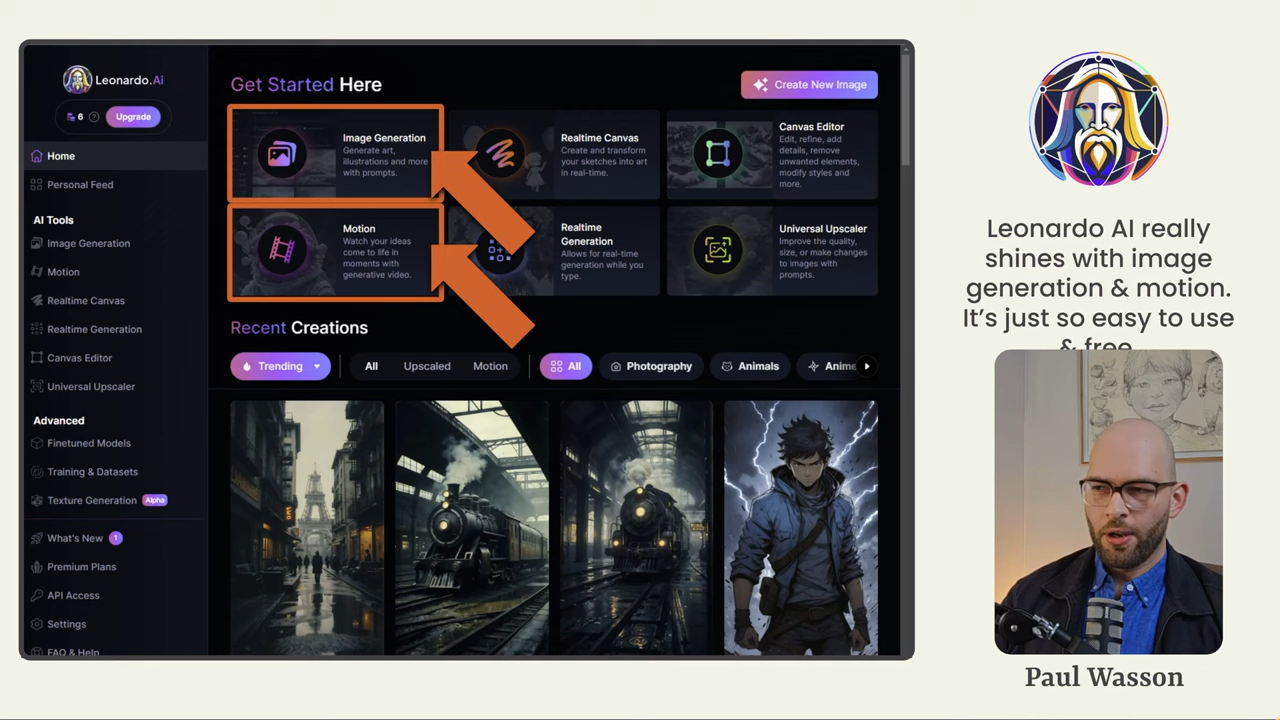 Leonardo.Ai
6 ? Upgrade
Home
Personal Feed
AI Tools
Image Generation
Motion
Realtime Canvas
Realtime Generation
Canvas Editor
Universal Upscaler
Advanced
Finetuned Models
Training & Datasets
Texture Generation Alpha
What's New 1
Premium Plans
API Access
Settings
FAQ & Help
Get Started Here
Create New Image
Image Generation
Generate art,
illustrations and more
with prompts.
Realtime Canvas
Create and transform
your sketches into art
in real-time.
Canvas Editor
Edit, refine, add
details, remove
unwanted elements,
modify styles and
more.
Motion
Watch your ideas
come to life in
moments with
generative video.
Realtime
Generation
Allows for real-time
generation while you
type.
Universal Upscaler
Improve the quality,
size, or make changes
to images with
prompts.
Recent Creations
Trending
All
Upscaled
Motion
All
Photography
Animals
Anime
Leonardo AI really
shines with image
generation & motion.
It's just so easy to use
& free
Paul Wasson